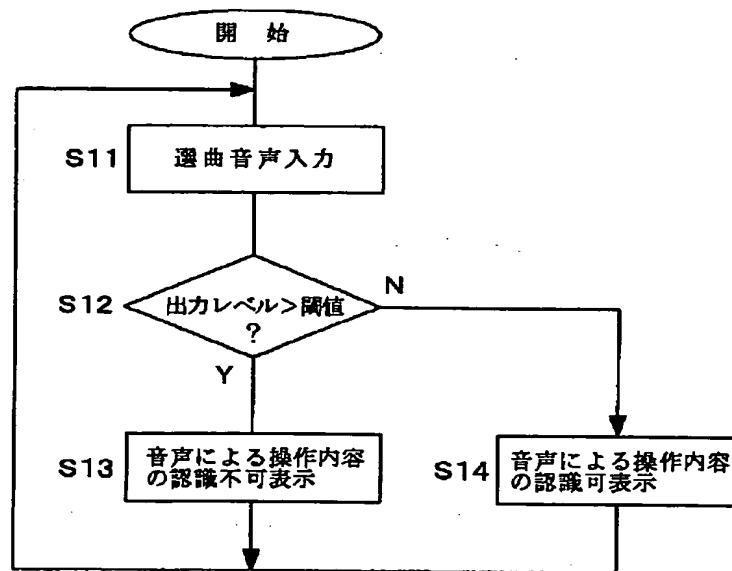 開 始
S11
選曲音声入力
S12
出力レベル>閾値
?
N
Y
S13
音声による操作内容
の認識不可表示
S14
音声による操作内容
の認識可表示